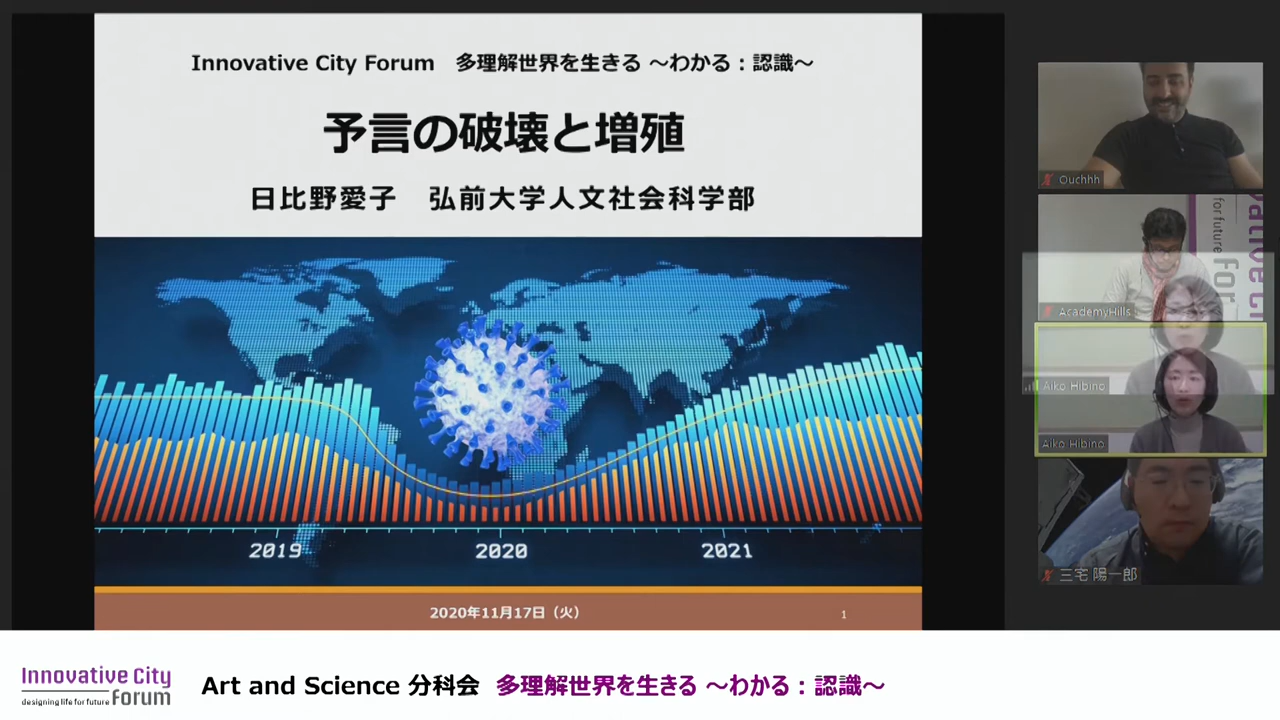 Innovative City Forum 多理解世界を生きる ～わかる：認識～
予言の破壊と増殖
日比野愛子 弘前大学人文社会科学部
2019 2020 2021
2020年11月17日（火） 1
Ouchhh
for future
AcademyHills
Aiko Hibino
Aiko Hibino
三宅 陽一郎
Innovative City
designing life for future Forum
Art and Science 分科会 多理解世界を生きる ～わかる：認識～